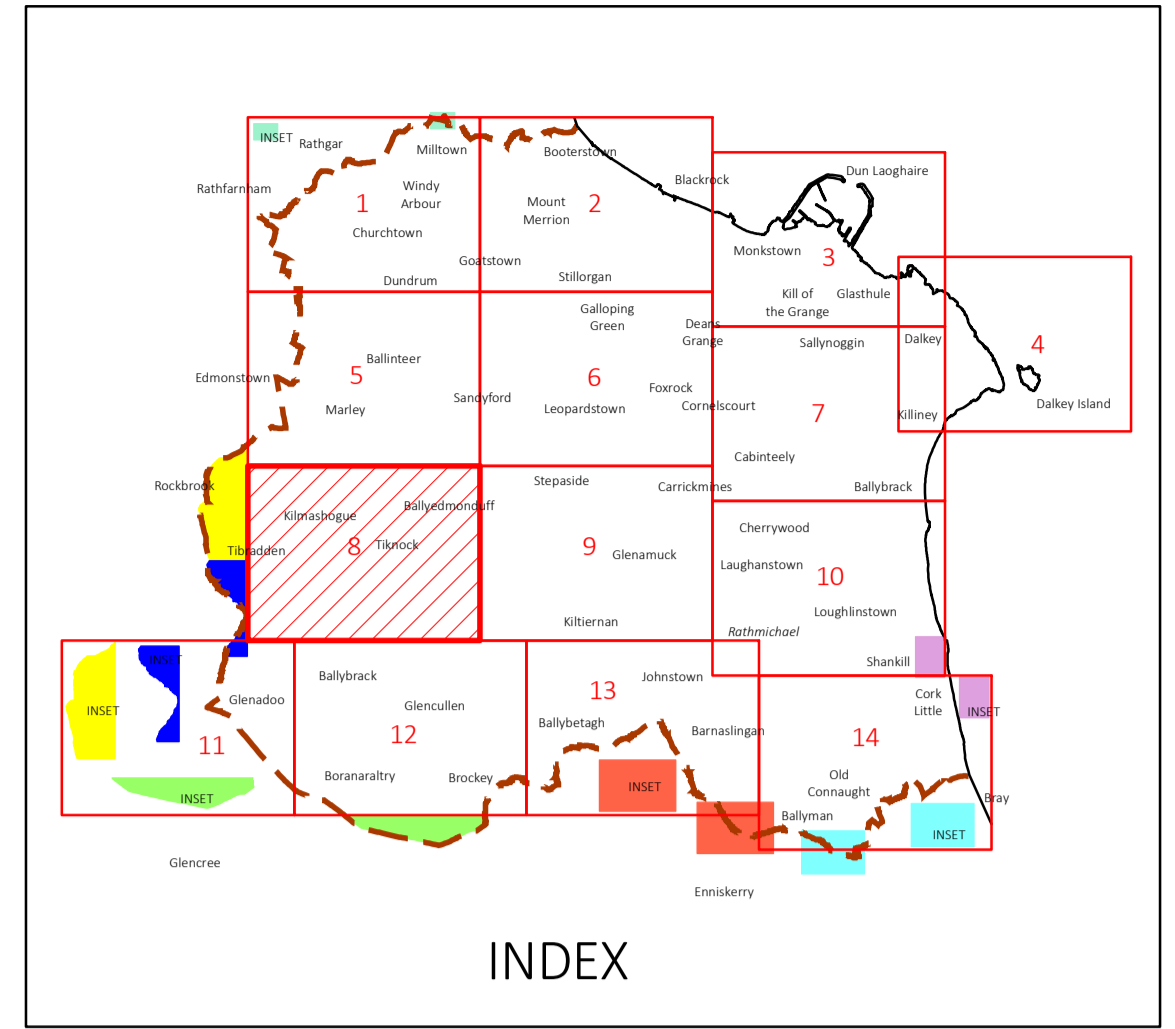 INSET
Rathgar
Milltown
Booterstown
Rathfarnham
Windy
Arbour
1
Churchtown
Goatstown
Dundrum
Mount
Merrion
2
Stillorgan
Blackrock
Dun Laoghaire
Monkstown
3
Kill of
the Grange
Glasthule
4
Dalkey
Dalkey Island
Killiney
Edmonstown
Ballinteer
5
Marley
Sandyford
Galloping
Green
Deans
Grange
6
Foxrock
Leopardstown
Cornelscourt
Sallynoggin
7
Cabinteely
Ballybrack
Rockbrook
Tibradden
Kilmashogue
Ballyedmonduff
8
Tiknock
Stepaside
Carrickmines
9
Glenamuck
Kiltiernan
Cherrywood
Laughanstown
10
Loughlinstown
Rathmichael
Shankill
INSET
INSET
Glenadoo
11
INSET
Ballybrack
Glencullen
12
Boranaraltry
Brockey
Johnstown
13
Ballybetagh
Barnaslingan
INSET
Cork
Little
INSET
14
Old
Connaught
Ballyman
Bray
INSET
Glencree
Enniskerry
INDEX